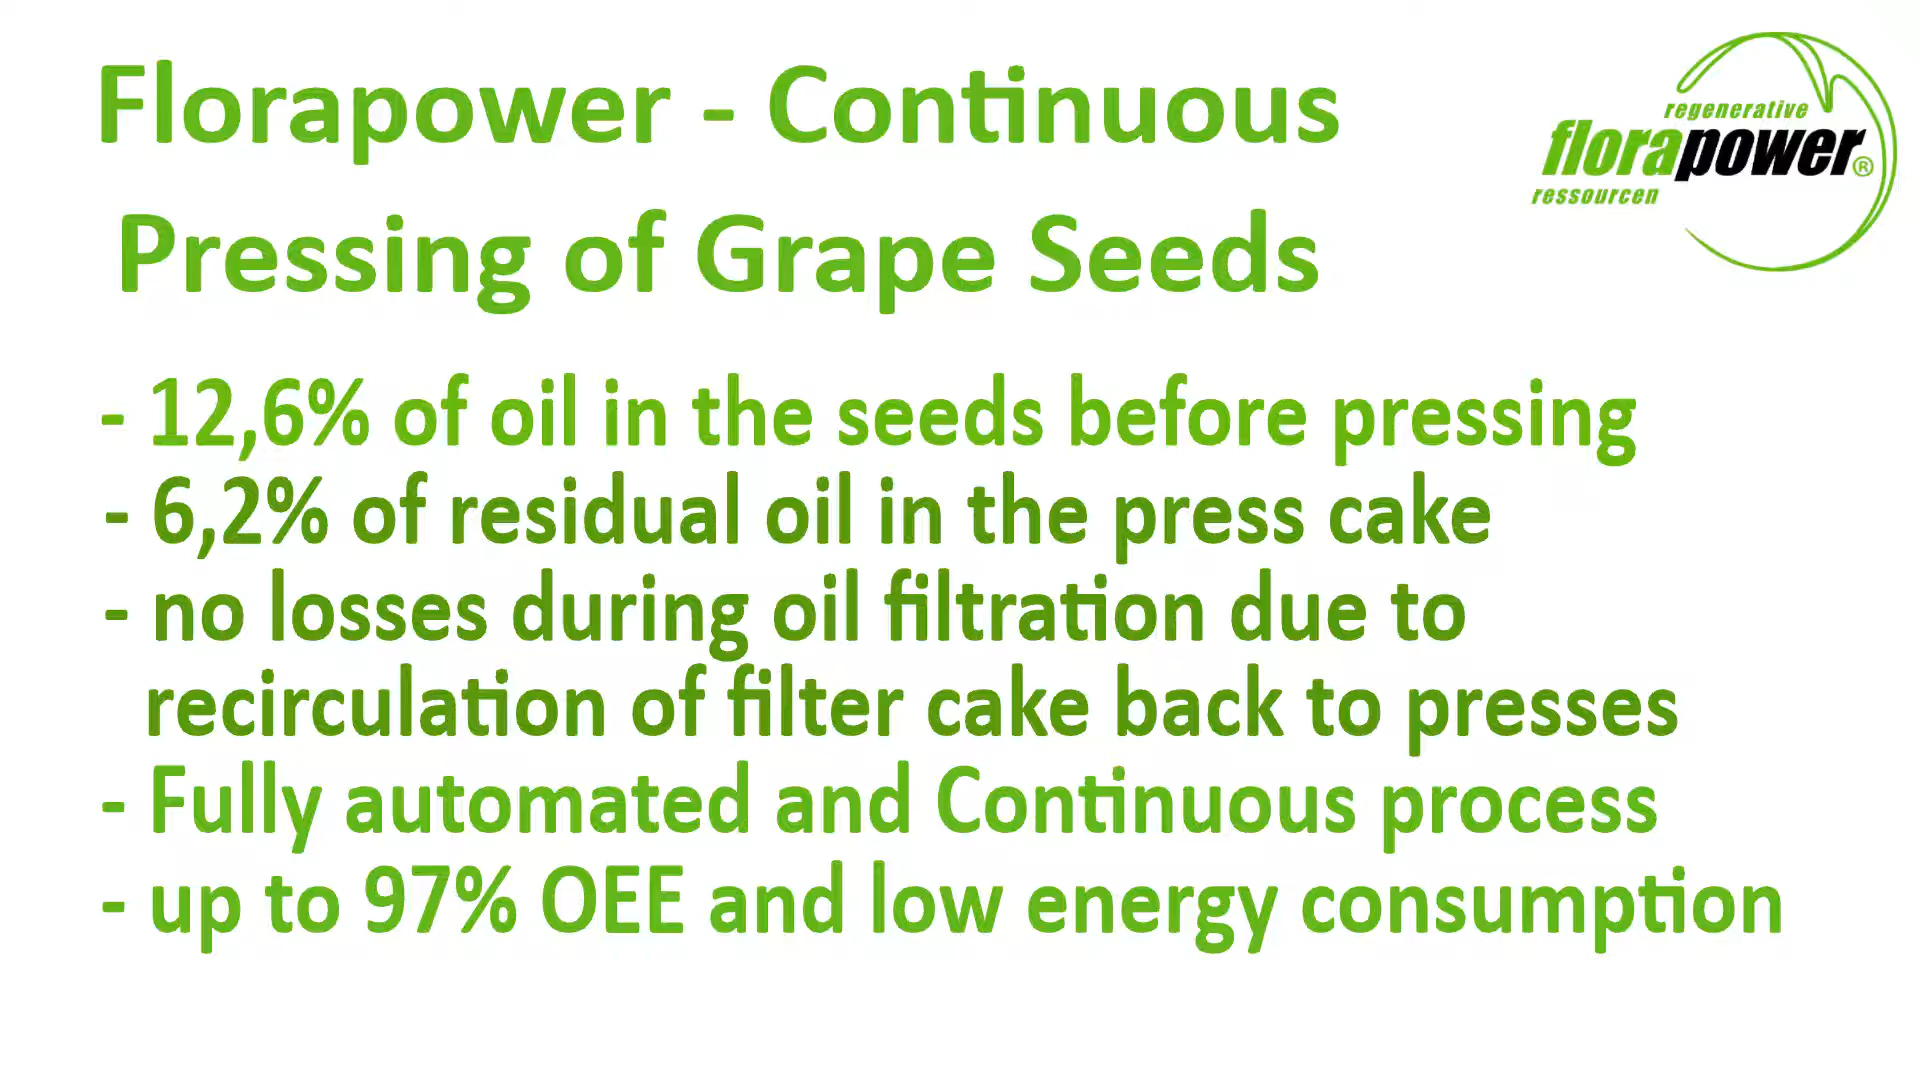 Florapower - Continuous
Pressing of Grape Seeds
regenerative
florapower®
ressourcen
- 12,6% of oil in the seeds before pressing
- 6,2% of residual oil in the press cake
- no losses during oil filtration due to
recirculation of filter cake back to presses
- Fully automated and Continuous process
- up to 97% OEE and low energy consumption